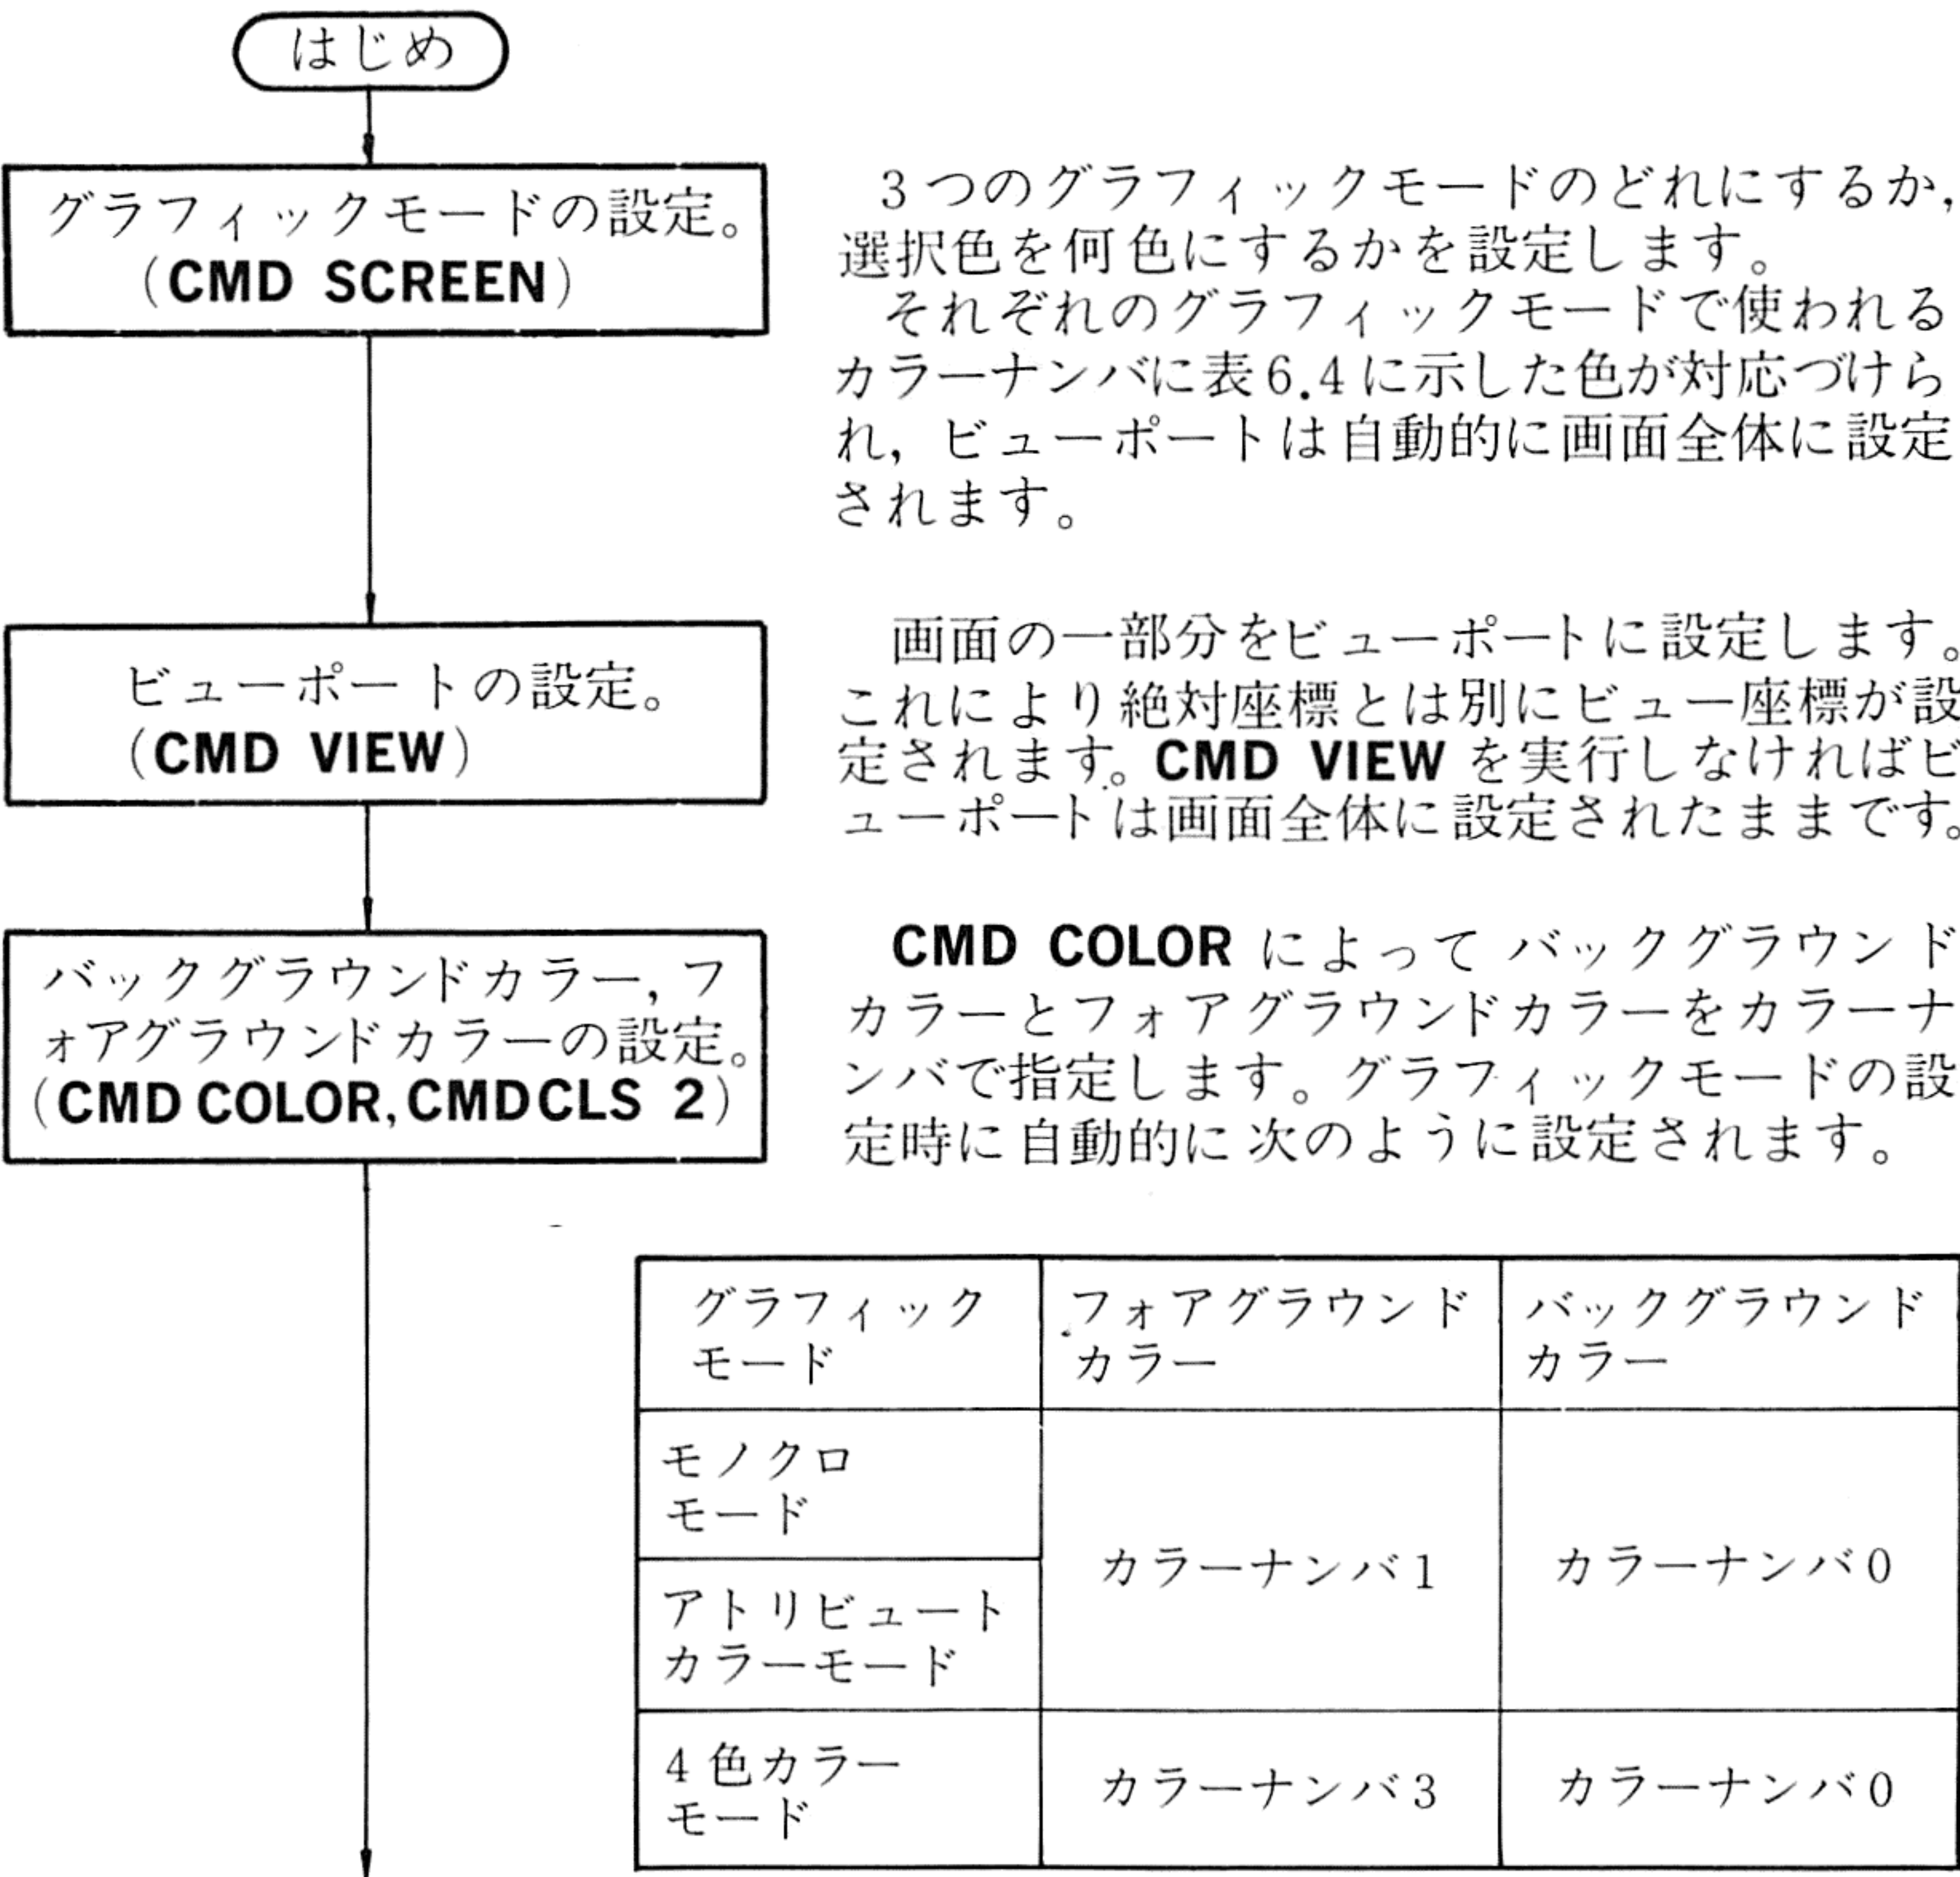 はじめ
グラフィックモードの設定。
(CMD SCREEN)
3つのグラフィックモードのどれにするか,
選択色を何色にするかを設定します。
それぞれのグラフィックモードで使われる
カラーナンバに表6.4に示した色が対応づけら
れ, ビューポートは自動的に画面全体に設定
されます。
ビューポートの設定。
(CMD VIEW)
画面の一部分をビューポートに設定します。
これにより絶対座標とは別にビュー座標が設
定されます。CMD VIEW を実行しなければビ
ューポートは画面全体に設定されたままです。
バックグラウンドカラー, フ
ォアグラウンドカラーの設定。
(CMD COLOR, CMD CLS 2)
CMD COLOR によって バックグラウンド
カラーとフォアグラウンドカラーをカラーナ
ンバで指定します。グラフィックモードの設
定時に自動的に次のように設定されます。
グラフィック
モード
フォアグラウンド
カラー
バックグラウンド
カラー
モノクロ
モード
カラーナンバ1
カラーナンバ0
アトリビュート
カラーモード
4色カラー
モード
カラーナンバ3
カラーナンバ0